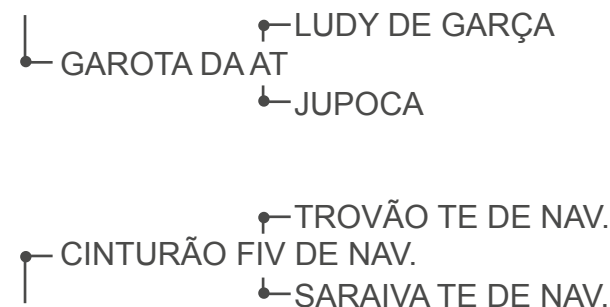 LUDY DE GARÇA
GAROTA DA AT
JUPOCA
TROVÃO TE DE NAV.
CINTURÃO FIV DE NAV.
SARAIVA TE DE NAV.